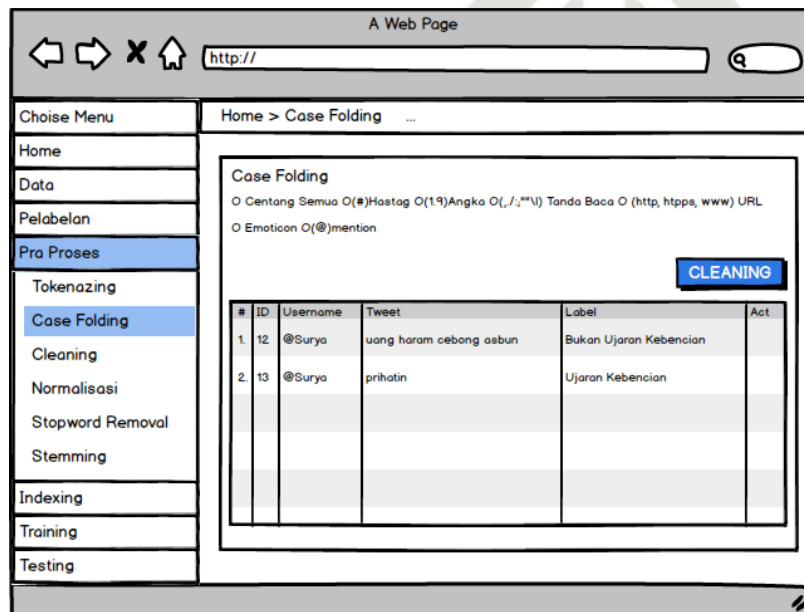 A Web Page
http://
Choise Menu
Home > Case Folding ...
Home
Data
Pelabelan
Pra Proses
Tokenazing
Case Folding
Cleaning
Normalisasi
Stopword Removal
Stemming
Indexing
Training
Testing
Case Folding
O Centang Semua O(#)Hastag O(1.9)Angka O(,./:;""\l) Tanda Baca O (http, htpps, www) URL
O Emoticon O(@)mention
CLEANING
# ID Username Tweet Label Act
1. 12 @Surya uang haram cebong asbun Bukan Ujaran Kebencian
2. 13 @Surya prihatin Ujaran Kebencian